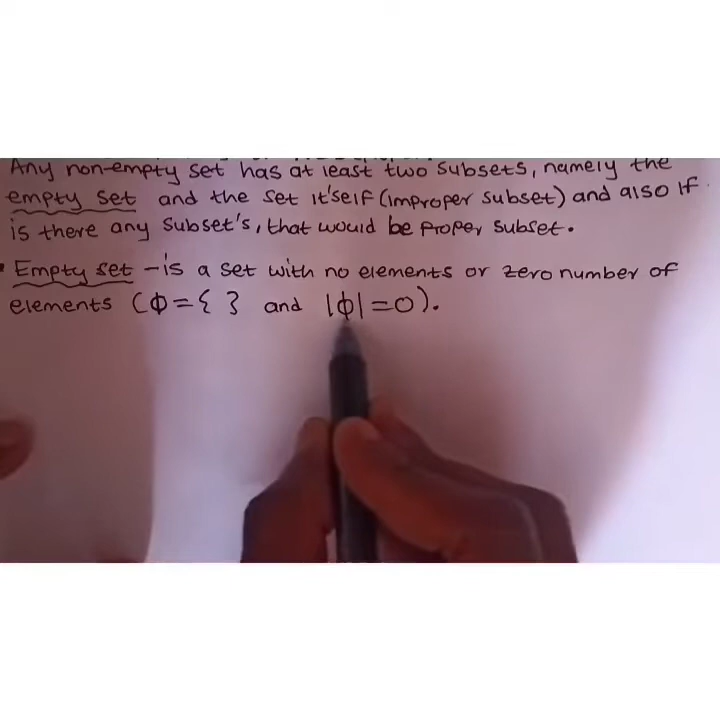 Any non-empty set has at least two subsets, namely the
empty set and the set it'self (improper subset) and also if
is there any subset's, that would be proper subset.
Empty set - is a set with no elements or zero number of
elements (Φ = { } and |Φ| = 0).